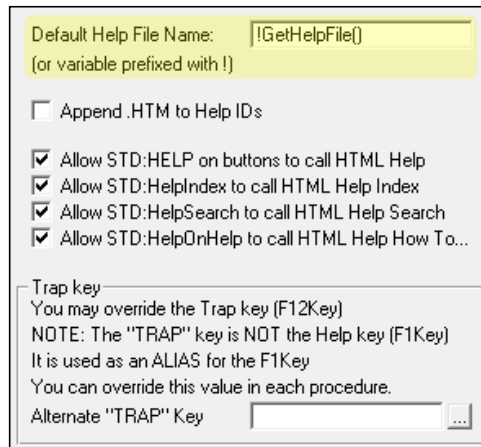 Default Help File Name: !GetHelpFile()
(or variable prefixed with !)
Append .HTM to Help IDs
Allow STD:HELP on buttons to call HTML Help
Allow STD:HelpIndex to call HTML Help Index
Allow STD:HelpSearch to call HTML Help Search
Allow STD:HelpOnHelp to call HTML Help How To...
Trap key
You may override the Trap key (F12Key)
NOTE: The "TRAP" key is NOT the Help key (F1Key)
It is used as an ALIAS for the F1Key
You can override this value in each procedure.
Alternate "TRAP" Key ...